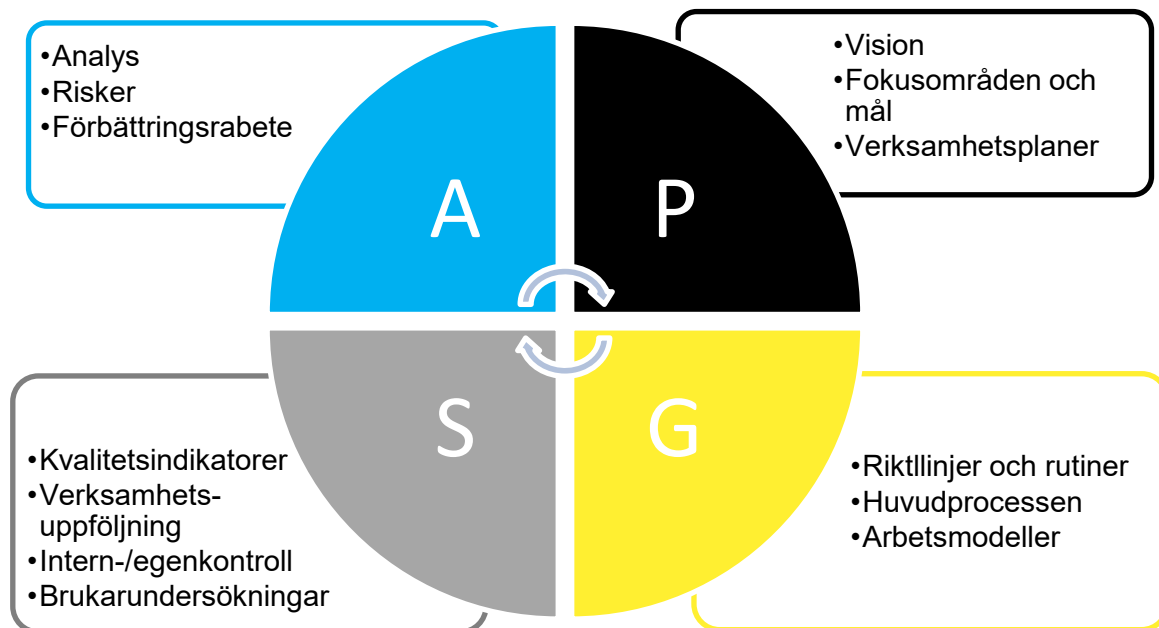 •Analys
•Risker
•Förbättringsrabete
•Vision
•Fokusområden och
mål
•Verksamhetsplaner
A
P
S
G
•Kvalitetsindikatorer
•Verksamhets-
uppföljning
•Intern-/egenkontroll
•Brukarundersökningar
•Riktllinjer och rutiner
•Huvudprocessen
•Arbetsmodeller